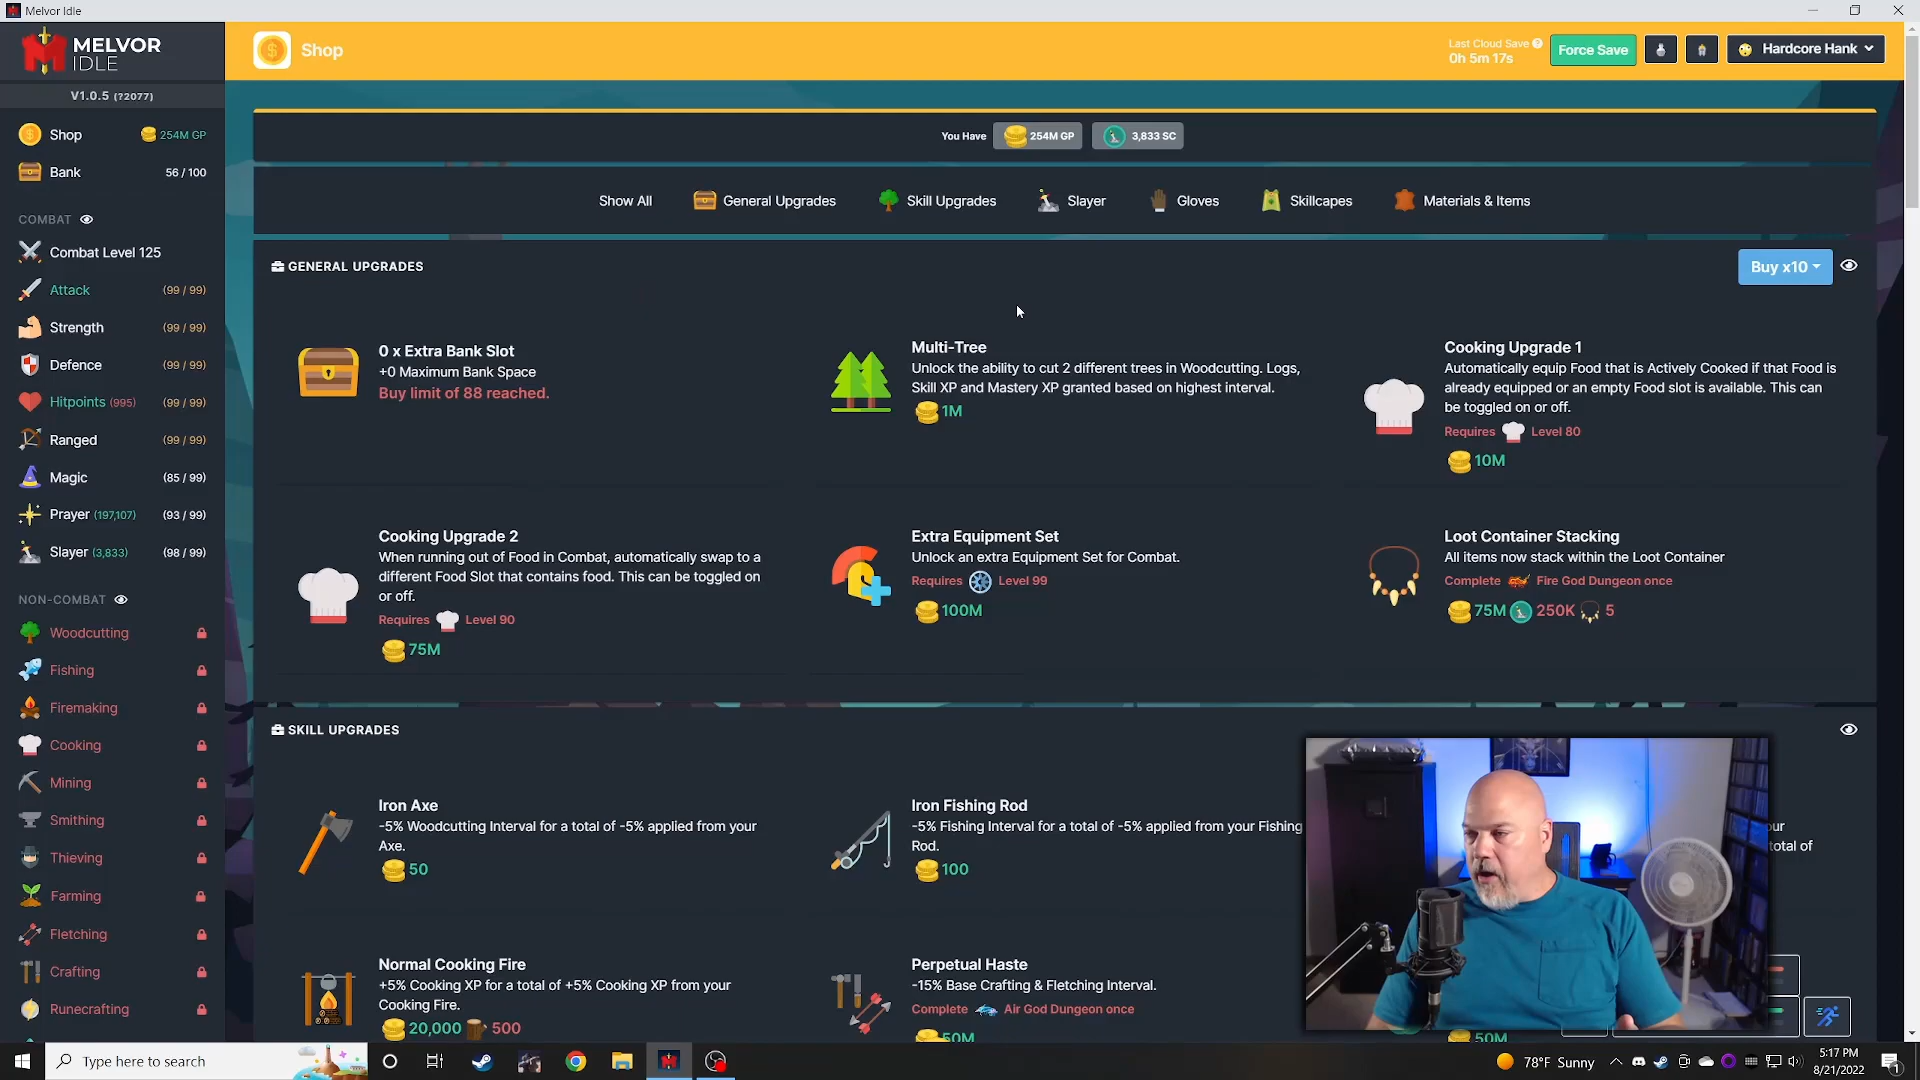 Melvor Idle
MELVOR
IDLE
Shop
Last Cloud Save
0h 5m 17s
Force Save
Hardcore Hank
V1.0.5 (?2077)
Shop 254M GP
Bank 56 / 100
COMBAT
Combat Level 125
Attack (99 / 99)
Strength (99 / 99)
Defence (99 / 99)
Hitpoints (995) (99 / 99)
Ranged (99 / 99)
Magic (85 / 99)
Prayer (197,107) (93 / 99)
Slayer (3,833) (98 / 99)
NON-COMBAT
Woodcutting
Fishing
Firemaking
Cooking
Mining
Smithing
Thieving
Farming
Fletching
Crafting
Runecrafting
You Have 254M GP 3,833 SC
Show All General Upgrades Skill Upgrades Slayer Gloves Skillcapes Materials & Items
GENERAL UPGRADES
Buy x10
0 x Extra Bank Slot
+0 Maximum Bank Space
Buy limit of 88 reached.
Multi-Tree
Unlock the ability to cut 2 different trees in Woodcutting. Logs,
Skill XP and Mastery XP granted based on highest interval.
1M
Cooking Upgrade 1
Automatically equip Food that is Actively Cooked if that Food is
already equipped or an empty Food slot is available. This can
be toggled on or off.
Requires Level 80
10M
Cooking Upgrade 2
When running out of Food in Combat, automatically swap to a
different Food Slot that contains food. This can be toggled on
or off.
Requires Level 90
75M
Extra Equipment Set
Unlock an extra Equipment Set for Combat.
Requires Level 99
100M
Loot Container Stacking
All items now stack within the Loot Container
Complete Fire God Dungeon once
75M 250K 5
SKILL UPGRADES
Iron Axe
-5% Woodcutting Interval for a total of -5% applied from your
Axe.
50
Iron Fishing Rod
-5% Fishing Interval for a total of -5% applied from your Fishing
Rod.
100
our
total of
Normal Cooking Fire
+5% Cooking XP for a total of +5% Cooking XP from your
Cooking Fire.
20,000 500
Perpetual Haste
-15% Base Crafting & Fletching Interval.
Complete Air God Dungeon once
50M
50M
Type here to search
78°F Sunny
5:17 PM
8/21/2022
1